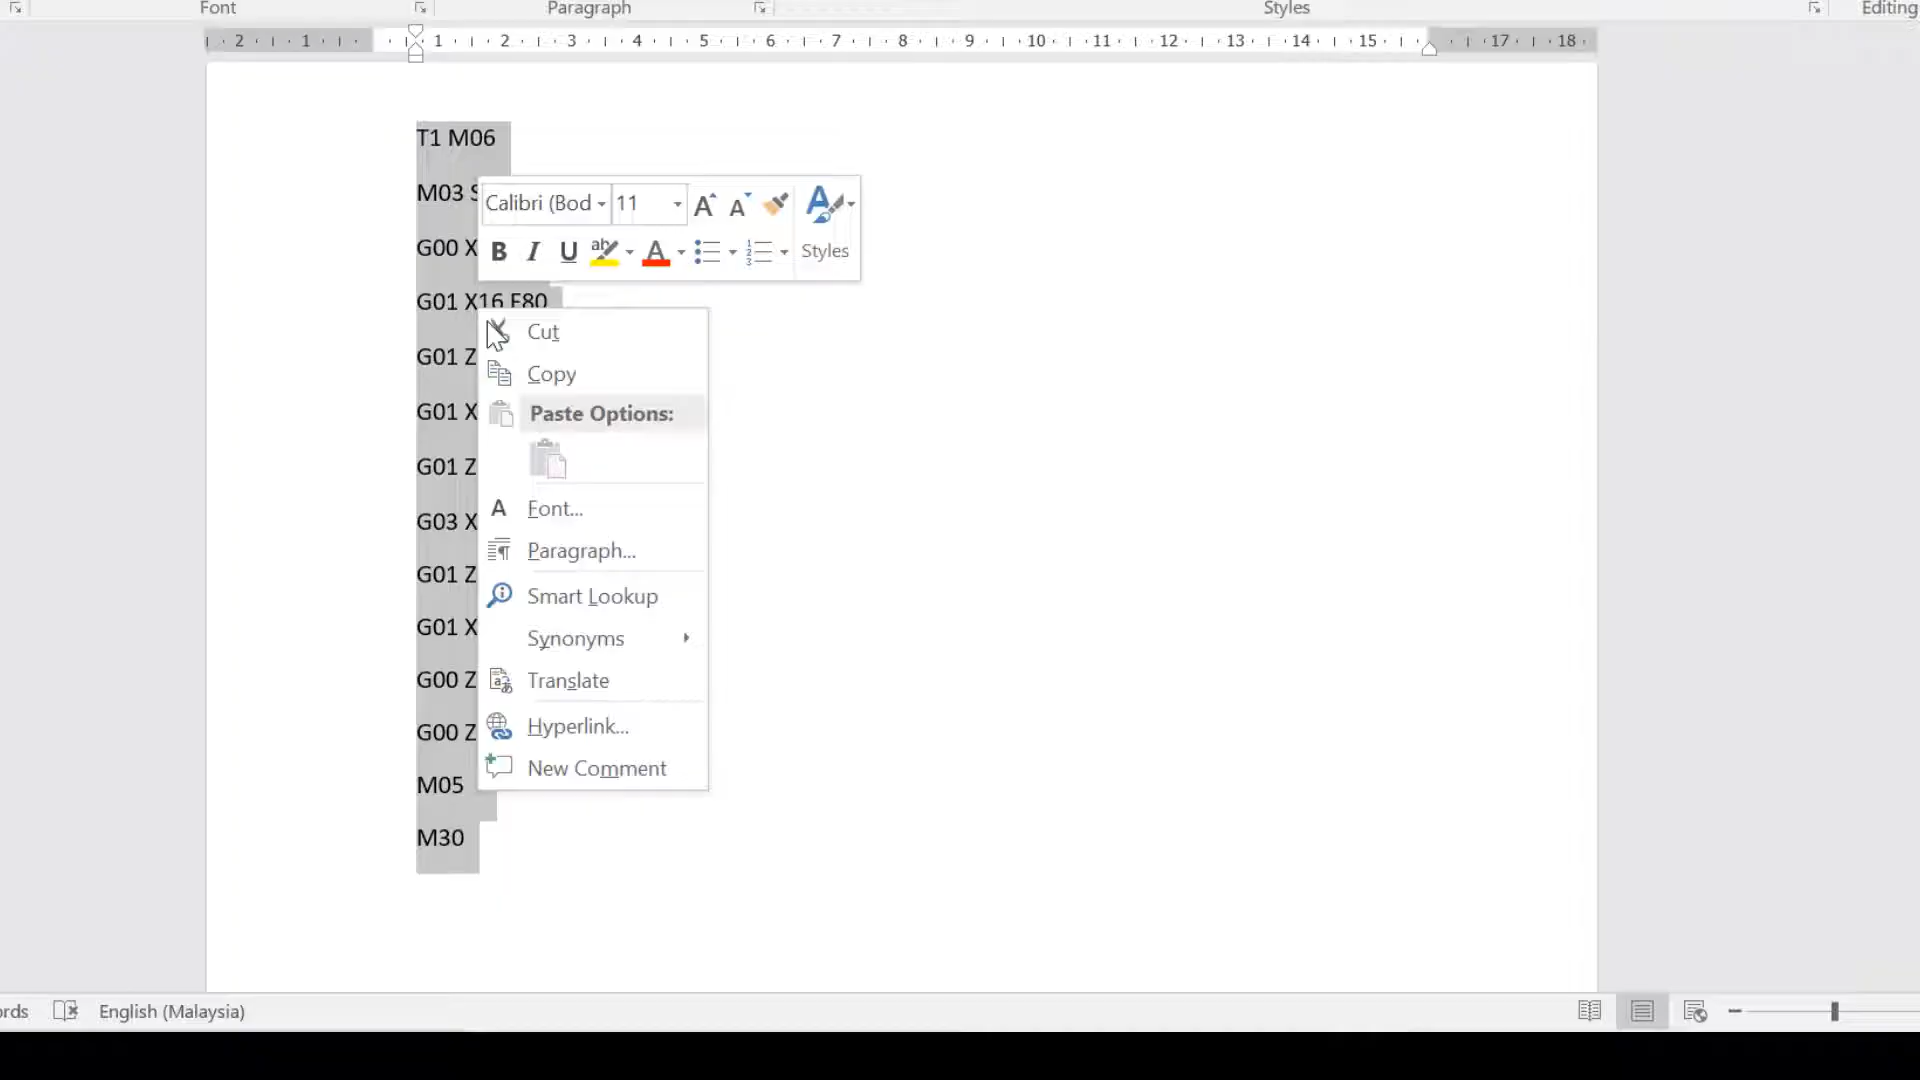 Font Paragraph Styles Editing
2 1 1 2 3 4 5 6 7 8 9 10 11 12 13 14 15 17 18
T1 M06
M03 S
Calibri (Bod 11
G00 X
B I U ab A Styles
G01 X16 F80
Cut
G01 Z
Copy
G01 X
Paste Options:
G01 Z
Font...
G03 X
Paragraph...
G01 Z
Smart Lookup
G01 X
Synonyms
G00 Z
Translate
G00 Z
Hyperlink...
New Comment
M05
M30
English (Malaysia)